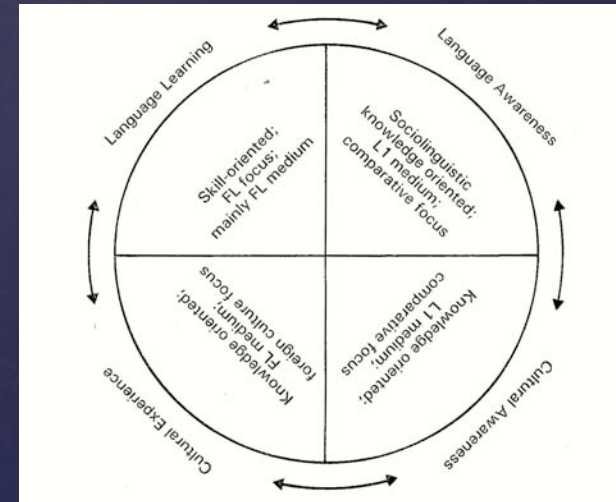 Language Learning
Language Awareness
Skill-oriented;
FL focus;
mainly FL medium
Sociolinguistic
knowledge oriented;
L1 medium;
comparative focus
Knowledge oriented;
FL medium;
foreign culture focus
Knowledge oriented;
L1 medium;
comparative focus
Cultural Experience
Cultural Awareness